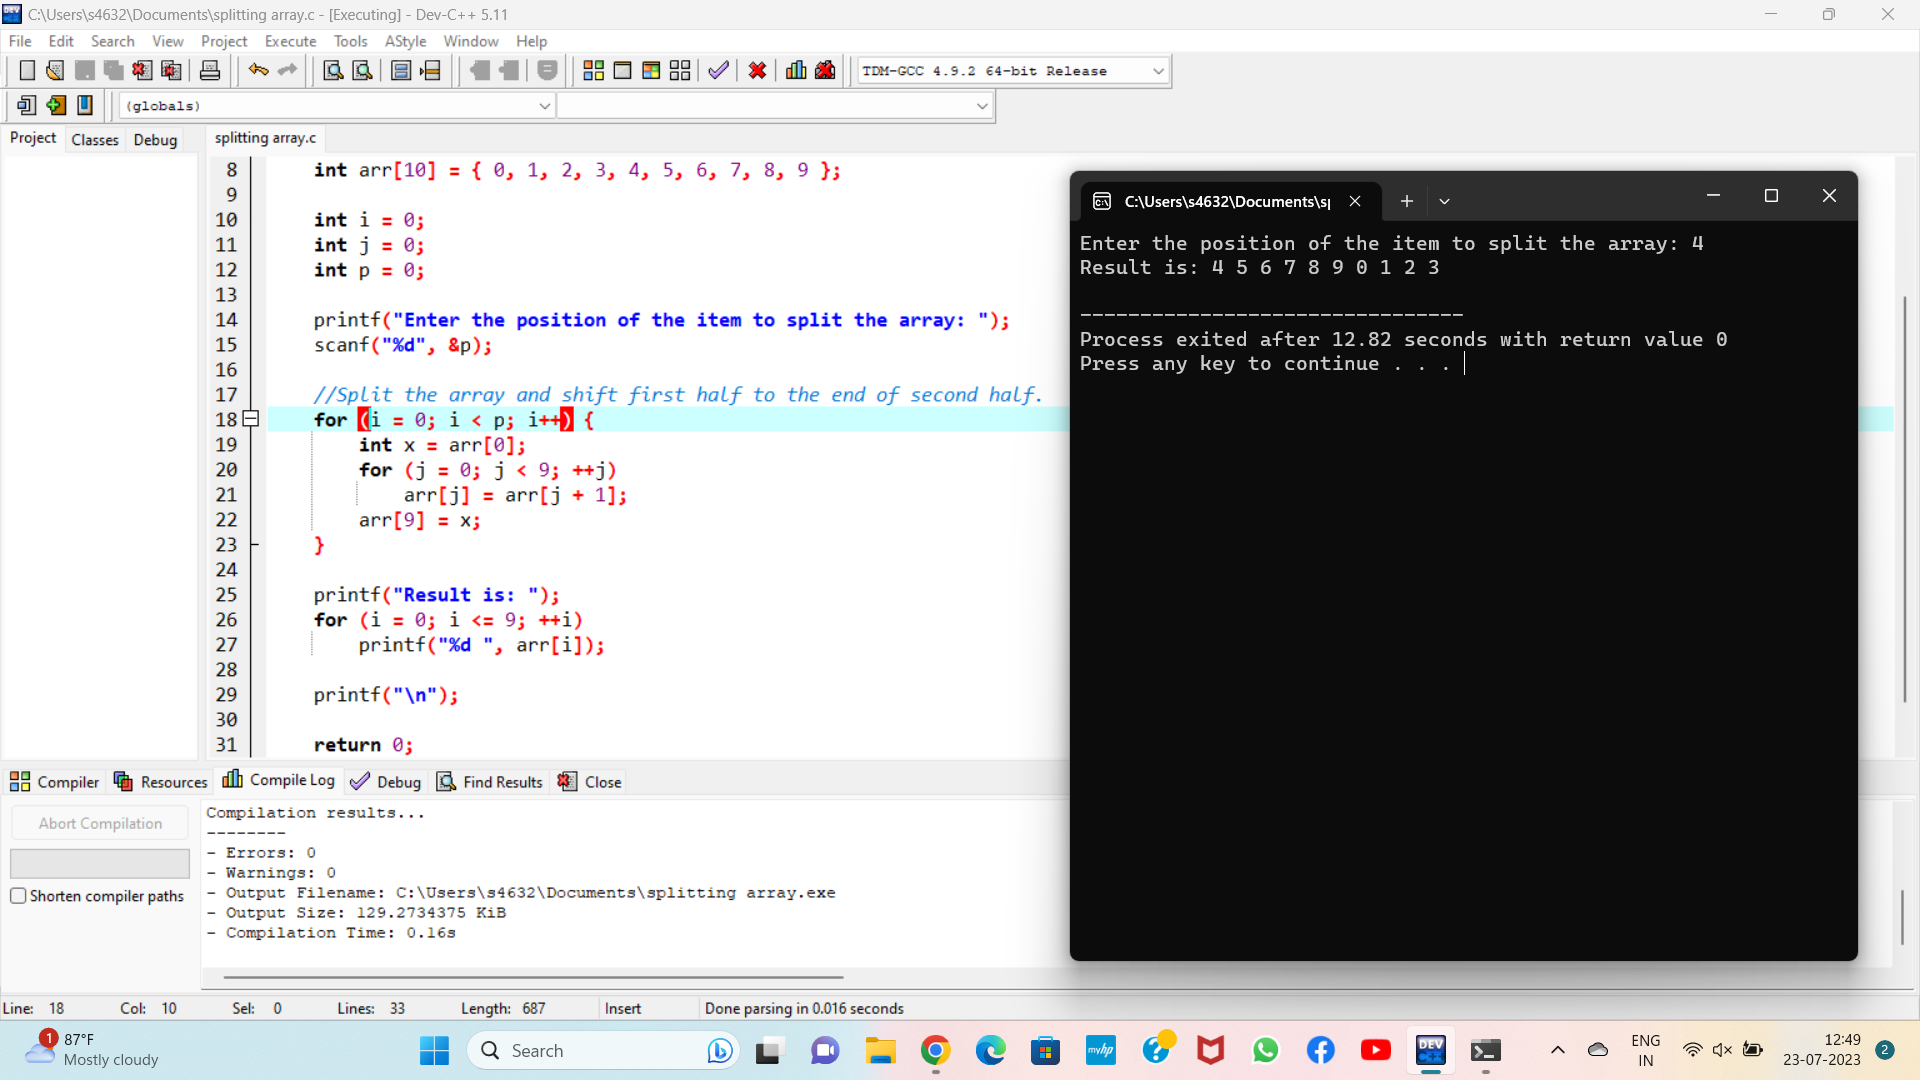 C:\Users\s4632\Documents\splitting array.c - [Executing] - Dev-C++ 5.11
File Edit Search View Project Execute Tools AStyle Window Help
TDM-GCC 4.9.2 64-bit Release
(globals)
Project Classes Debug
splitting array.c
8 int arr[10] = { 0, 1, 2, 3, 4, 5, 6, 7, 8, 9 };
9
10 int i = 0;
11 int j = 0;
12 int p = 0;
13
14 printf("Enter the position of the item to split the array: ");
15 scanf("%d", &p);
16
17 //Split the array and shift first half to the end of second half.
18 for (i = 0; i < p; i++) {
19 int x = arr[0];
20 for (j = 0; j < 9; ++j)
21 arr[j] = arr[j + 1];
22 arr[9] = x;
23 }
24
25 printf("Result is: ");
26 for (i = 0; i <= 9; ++i)
27 printf("%d ", arr[i]);
28
29 printf("\n");
30
31 return 0;
C:\Users\s4632\Documents\s
Enter the position of the item to split the array: 4
Result is: 4 5 6 7 8 9 0 1 2 3
--------------------------------
Process exited after 12.82 seconds with return value 0
Press any key to continue . . .
Compiler Resources Compile Log Debug Find Results Close
Abort Compilation
Shorten compiler paths
Compilation results...
--------
- Errors: 0
- Warnings: 0
- Output Filename: C:\Users\s4632\Documents\splitting array.exe
- Output Size: 129.2734375 KiB
- Compilation Time: 0.16s
Line: 18 Col: 10 Sel: 0 Lines: 33 Length: 687 Insert Done parsing in 0.016 seconds
1
87°F
Mostly cloudy
Search
myhp
DEV
C++
ENG
IN
12:49
23-07-2023
2